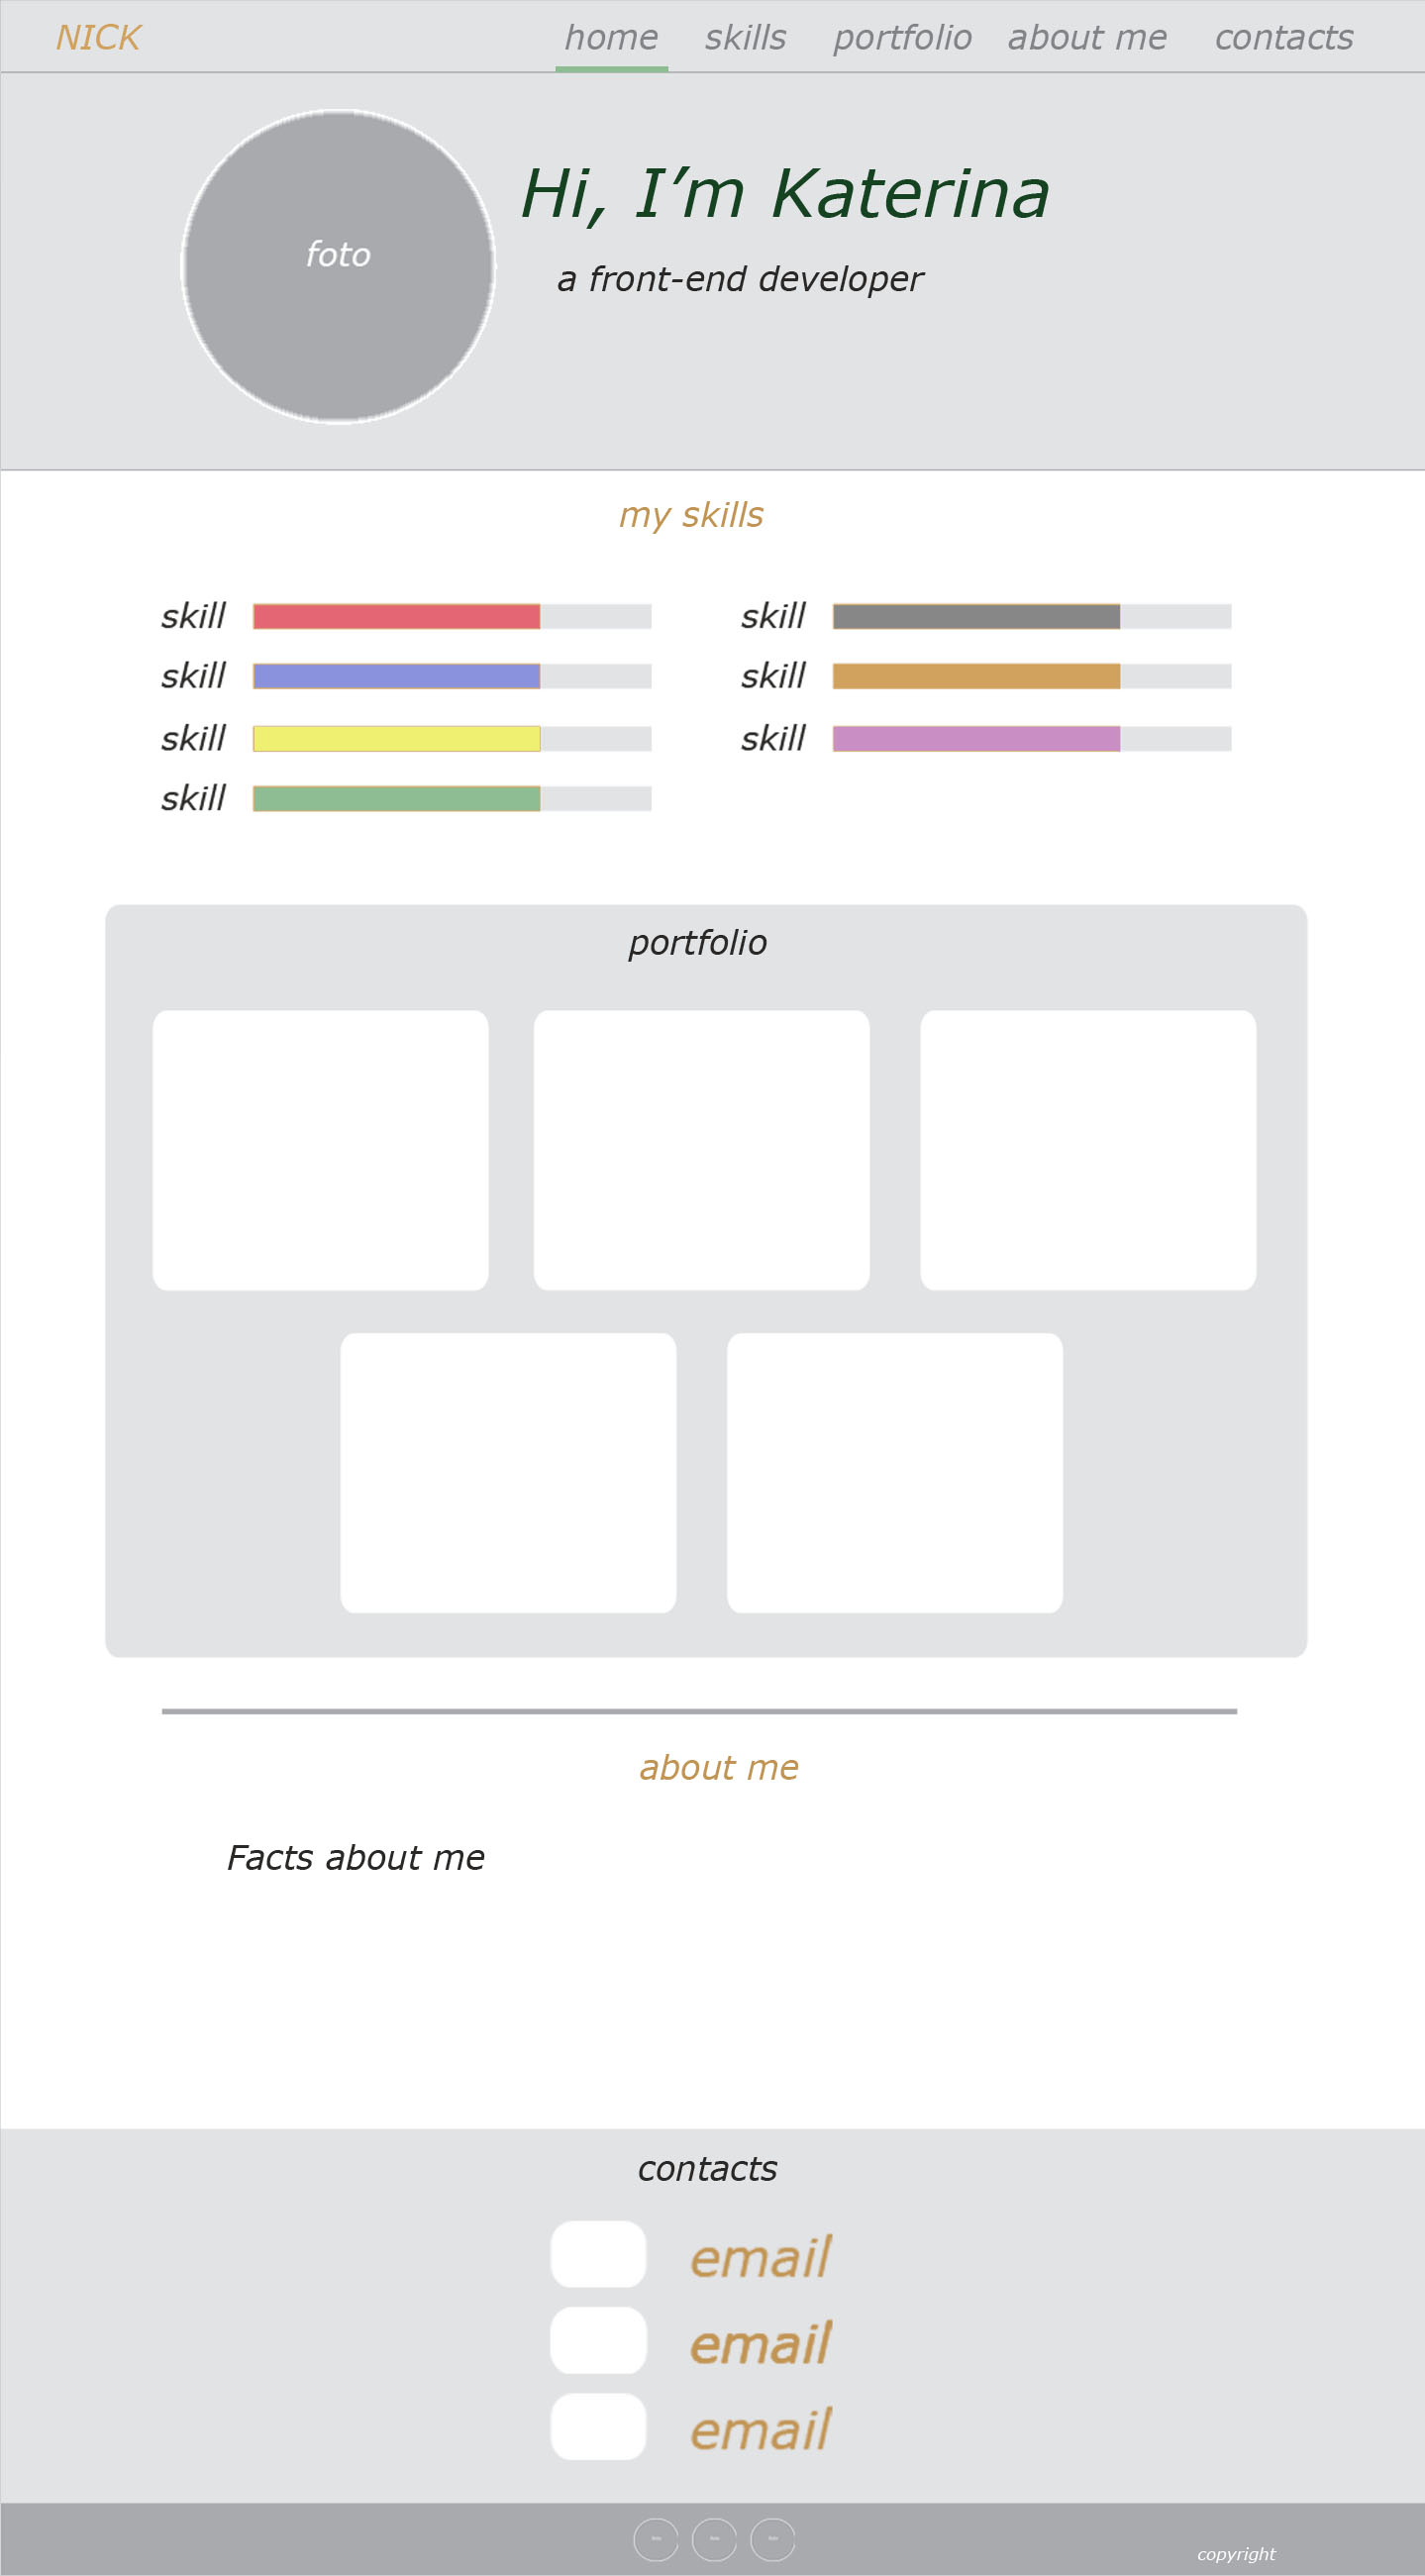 NICK home skills portfolio about me contacts
foto
Hi, I’m Katerina
a front-end developer
my skills
skill skill
skill skill
skill skill
skill
portfolio
about me
Facts about me
contacts
email
email
email
copyright